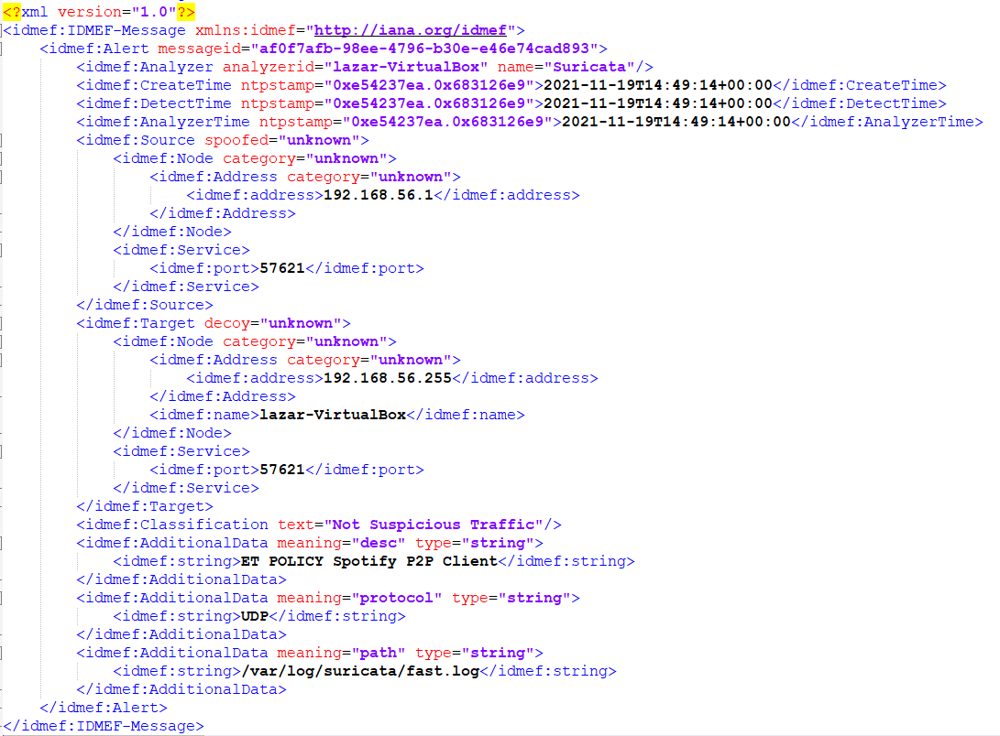 <?xml version="1.0"?>
<idmef:IDMEF-Message xmlns:idmef="http://iana.org/idmef">
<idmef:Alert messageid="af0f7afb-98ee-4796-b30e-e46e74cad893">
<idmef:Analyzer analyzerid="lazar-VirtualBox" name="Suricata"/>
<idmef:CreateTime ntpstamp="0xe54237ea.0x683126e9">2021-11-19T14:49:14+00:00</idmef:CreateTime>
<idmef:DetectTime ntpstamp="0xe54237ea.0x683126e9">2021-11-19T14:49:14+00:00</idmef:DetectTime>
<idmef:AnalyzerTime ntpstamp="0xe54237ea.0x683126e9">2021-11-19T14:49:14+00:00</idmef:AnalyzerTime>
<idmef:Source spoofed="unknown">
<idmef:Node category="unknown">
<idmef:Address category="unknown">
<idmef:address>192.168.56.1</idmef:address>
</idmef:Address>
</idmef:Node>
<idmef:Service>
<idmef:port>57621</idmef:port>
</idmef:Service>
</idmef:Source>
<idmef:Target decoy="unknown">
<idmef:Node category="unknown">
<idmef:Address category="unknown">
<idmef:address>192.168.56.255</idmef:address>
</idmef:Address>
<idmef:name>lazar-VirtualBox</idmef:name>
</idmef:Node>
<idmef:Service>
<idmef:port>57621</idmef:port>
</idmef:Service>
</idmef:Target>
<idmef:Classification text="Not Suspicious Traffic"/>
<idmef:AdditionalData meaning="desc" type="string">
<idmef:string>ET POLICY Spotify P2P Client</idmef:string>
</idmef:AdditionalData>
<idmef:AdditionalData meaning="protocol" type="string">
<idmef:string>UDP</idmef:string>
</idmef:AdditionalData>
<idmef:AdditionalData meaning="path" type="string">
<idmef:string>/var/log/suricata/fast.log</idmef:string>
</idmef:AdditionalData>
</idmef:Alert>
</idmef:IDMEF-Message>